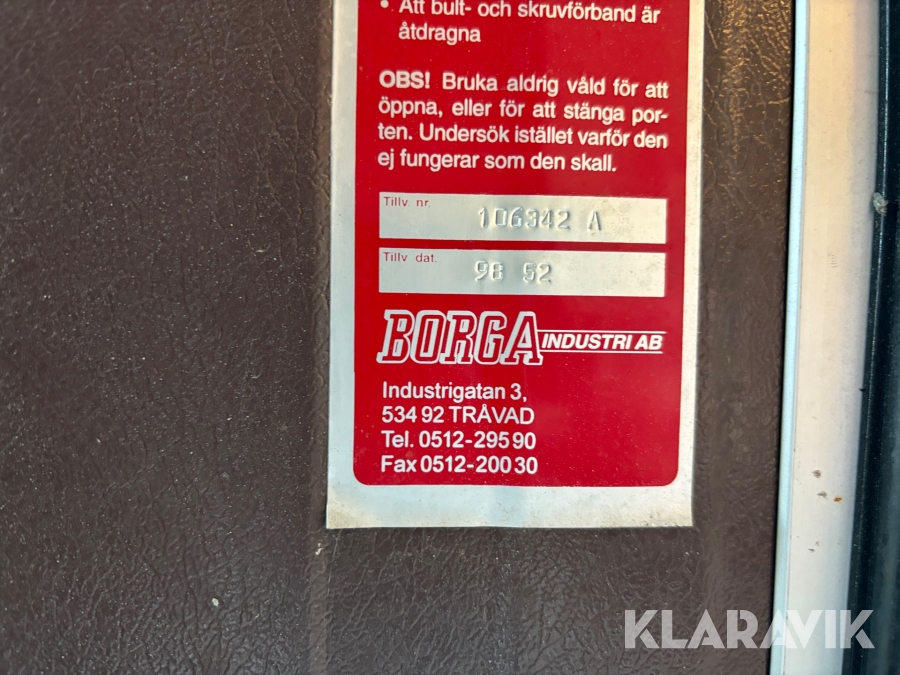 • Att bult- och skruvförband är
åtdragna
OBS! Bruka aldrig våld för att
öppna, eller för att stänga por-
ten. Undersök istället varför den
ej fungerar som den skall.
Tillv. nr.
106342 A
Tillv dat.
98 52
BORGA INDUSTRI AB
Industrigatan 3,
534 92 TRÅVAD
Tel. 0512-295 90
Fax 0512-200 30
KLARAVIK